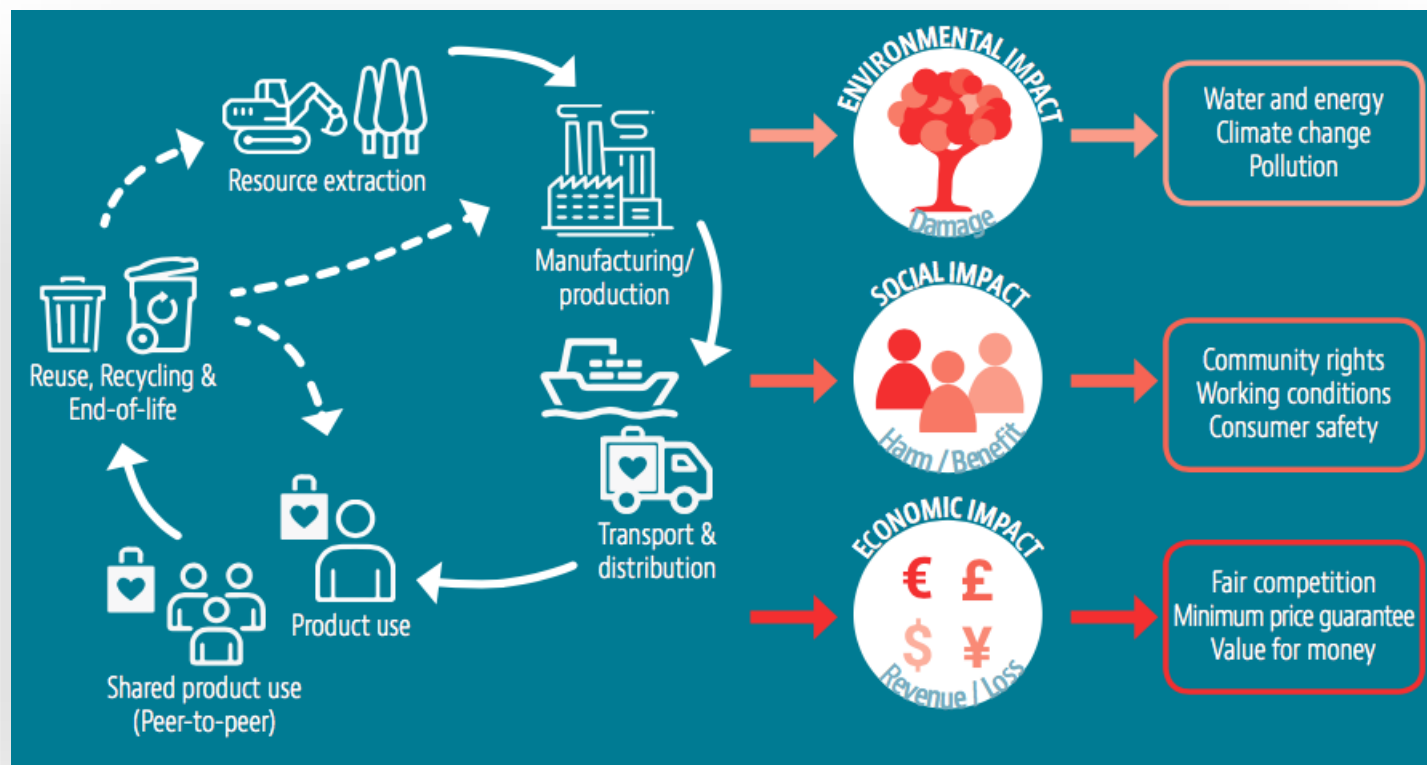 Resource extraction
Manufacturing/
production
Reuse, Recycling &
End-of-life
Transport &
distribution
Product use
Shared product use
(Peer-to-peer)
ENVIRONMENTAL IMPACT
Damage
Water and energy
Climate change
Pollution
SOCIAL IMPACT
Harm / Benefit
Community rights
Working conditions
Consumer safety
ECONOMIC IMPACT
€ £
$ ¥
Revenue / Loss
Fair competition
Minimum price guarantee
Value for money